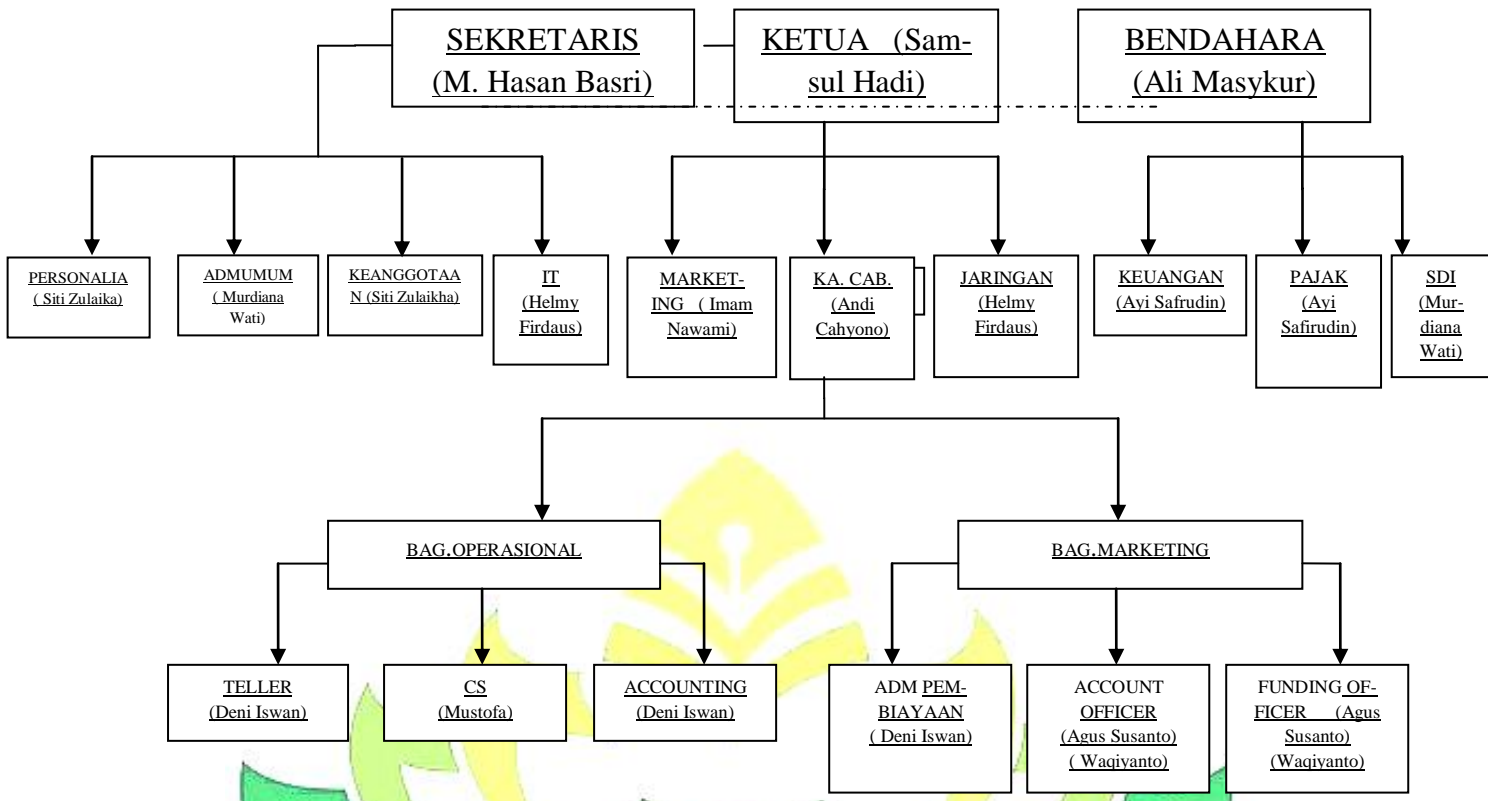 SEKRETARIS
(M. Hasan Basri)
KETUA (Sam-
sul Hadi)
BENDAHARA
(Ali Masykur)
PERSONALIA
( Siti Zulaika)
ADMUMUM
( Murdiana
Wati)
KEANGGOTAA
N (Siti Zulaikha)
IT
(Helmy
Firdaus)
MARKET-
ING ( Imam
Nawami)
KA. CAB.
(Andi
Cahyono)
JARINGAN
(Helmy
Firdaus)
KEUANGAN
(Ayi Safrudin)
PAJAK
(Ayi
Safirudin)
SDI
(Mur-
diana
Wati)
BAG.OPERASIONAL
BAG.MARKETING
TELLER
(Deni Iswan)
CS
(Mustofa)
ACCOUNTING
(Deni Iswan)
ADM PEM-
BIAYAAN
( Deni Iswan)
ACCOUNT
OFFICER
(Agus Susanto)
( Waqiyanto)
FUNDING OF-
FICER (Agus
Susanto)
(Waqiyanto)